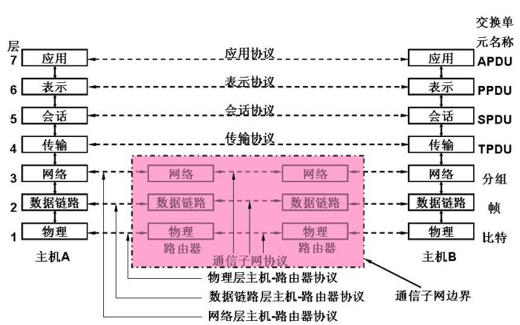 层
交换单
元名称
7 应用 应用协议 应用 APDU
6 表示 表示协议 表示 PPDU
5 会话 会话协议 会话 SPDU
4 传输 传输协议 传输 TPDU
3 网络 网络 网络 网络 分组
2 数据链路 数据链路 数据链路 数据链路 帧
1 物理 物理 物理 物理 比特
主机A 路由器 路由器 主机B
通信子网协议
物理层主机-路由器协议
数据链路层主机-路由器协议 通信子网边界
网络层主机-路由器协议